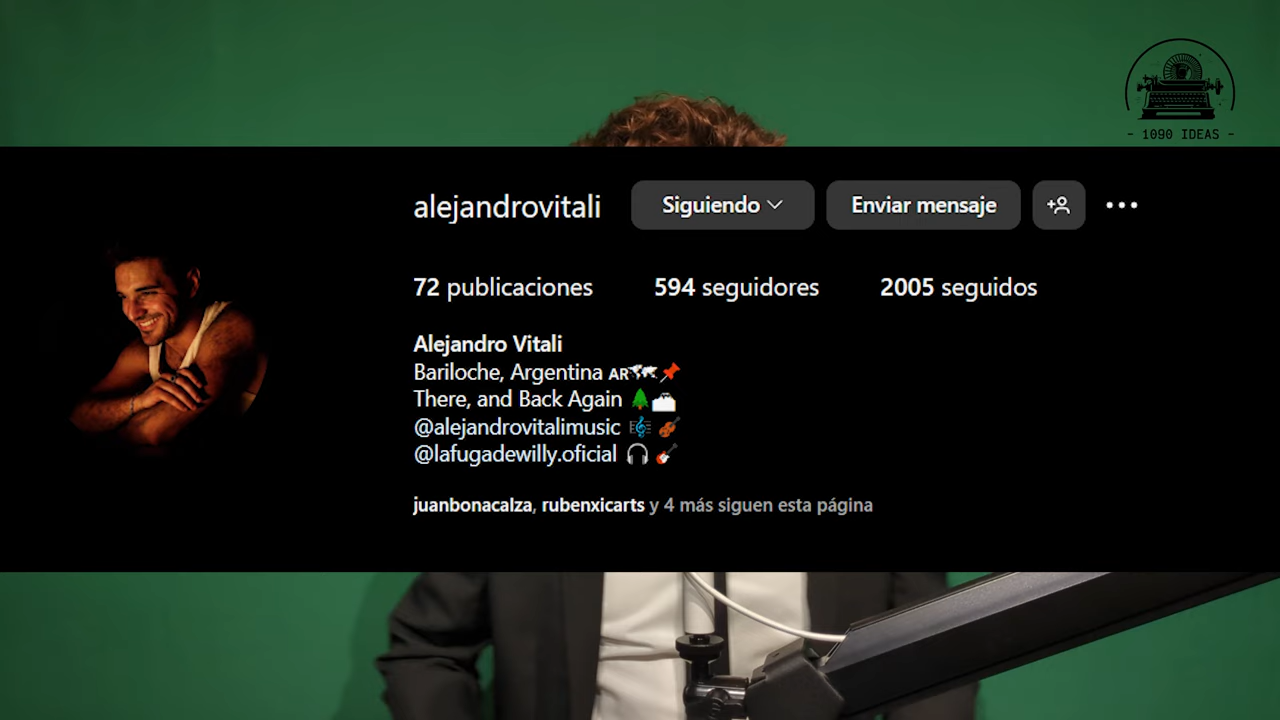 - 1090 IDEAS -
alejandrovitali Siguiendo Enviar mensaje
72 publicaciones 594 seguidores 2005 seguidos
Alejandro Vitali
Bariloche, Argentina AR🗺️📌
There, and Back Again 🌲🏔️
@alejandrovitalimusic 🎼 🎻
@lafugadewilly.oficial 🎧 🎸
juanbonacalza, rubenxicarts y 4 más siguen esta página